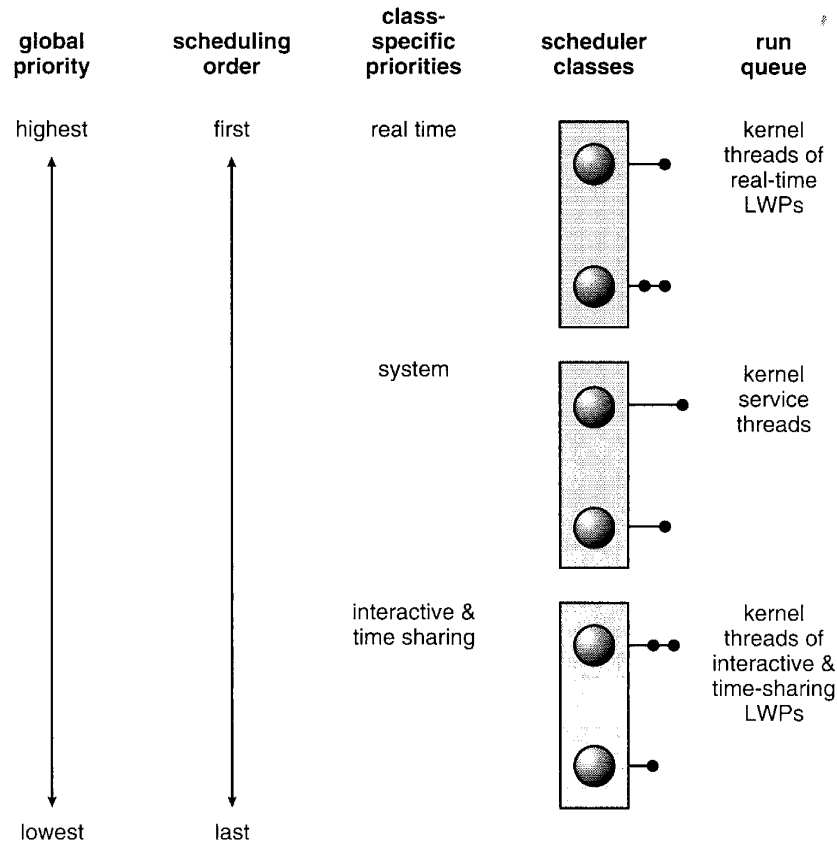 global
priority
scheduling
order
class-
specific
priorities
scheduler
classes
run
queue
highest
first
real time
kernel
threads of
real-time
LWPs
system
kernel
service
threads
interactive &
time sharing
kernel
threads of
interactive &
time-sharing
LWPs
lowest
last